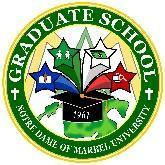 GRADUATE SCHOOL
1967
NOTRE DAME OF MARBEL UNIVERSITY